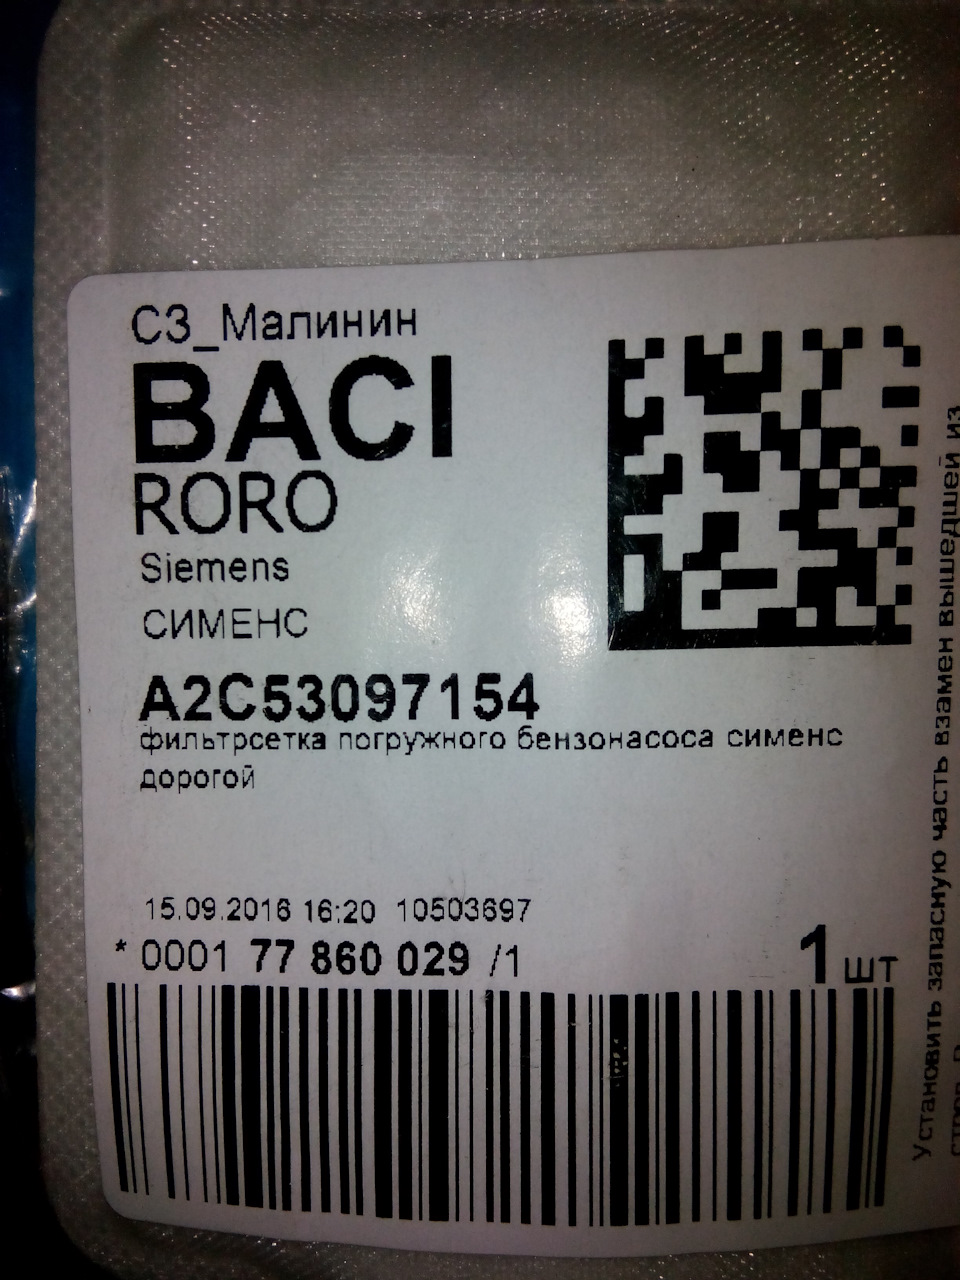 СЗ_Малинин
BACI
RORO
Siemens
СИМЕНС
A2C53097154
фильтрсетка погружного бензонасоса сименс
дорогой
15.09.2016 16:20 10503697
* 0001 77 860 029 /1
1 шт
Установить запасную часть взамен вышедшей из